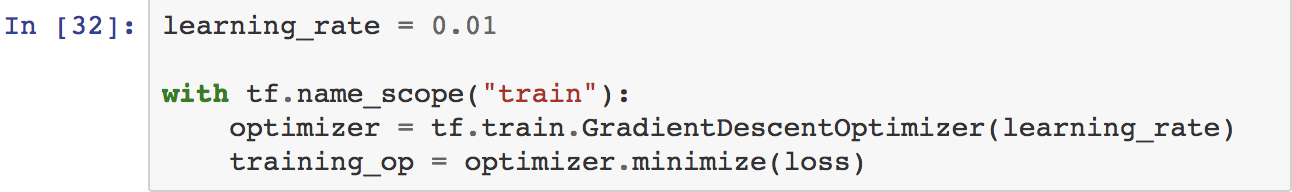 In [32]: learning_rate = 0.01
with tf.name_scope("train"):
    optimizer = tf.train.GradientDescentOptimizer(learning_rate)
    training_op = optimizer.minimize(loss)